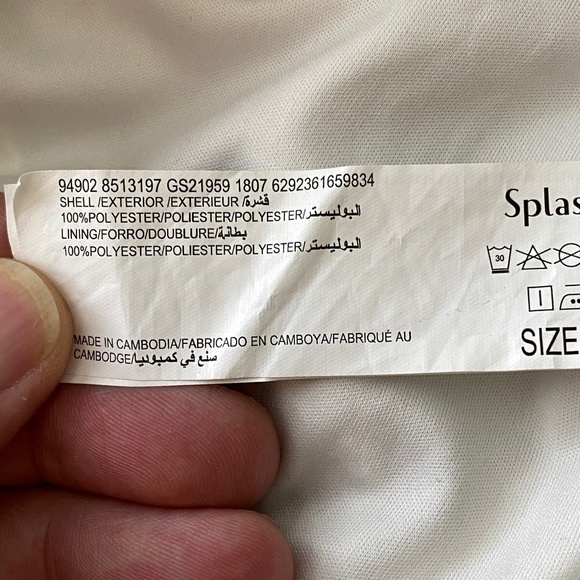 94902 8513197 GS21959 1807 6292361659834
SHELL /EXTERIOR /EXTERIEUR /قشرة
100%POLYESTER/POLIESTER/POLYESTER/البوليستر
LINING/FORRO/DOUBLURE/بطانة
100%POLYESTER/POLIESTER/POLYESTER/البوليستر
MADE IN CAMBODIA/FABRICADO EN CAMBOYA/FABRIQUÉ AU
CAMBODGE/صنع في كمبوديا
Splas
30
SIZE